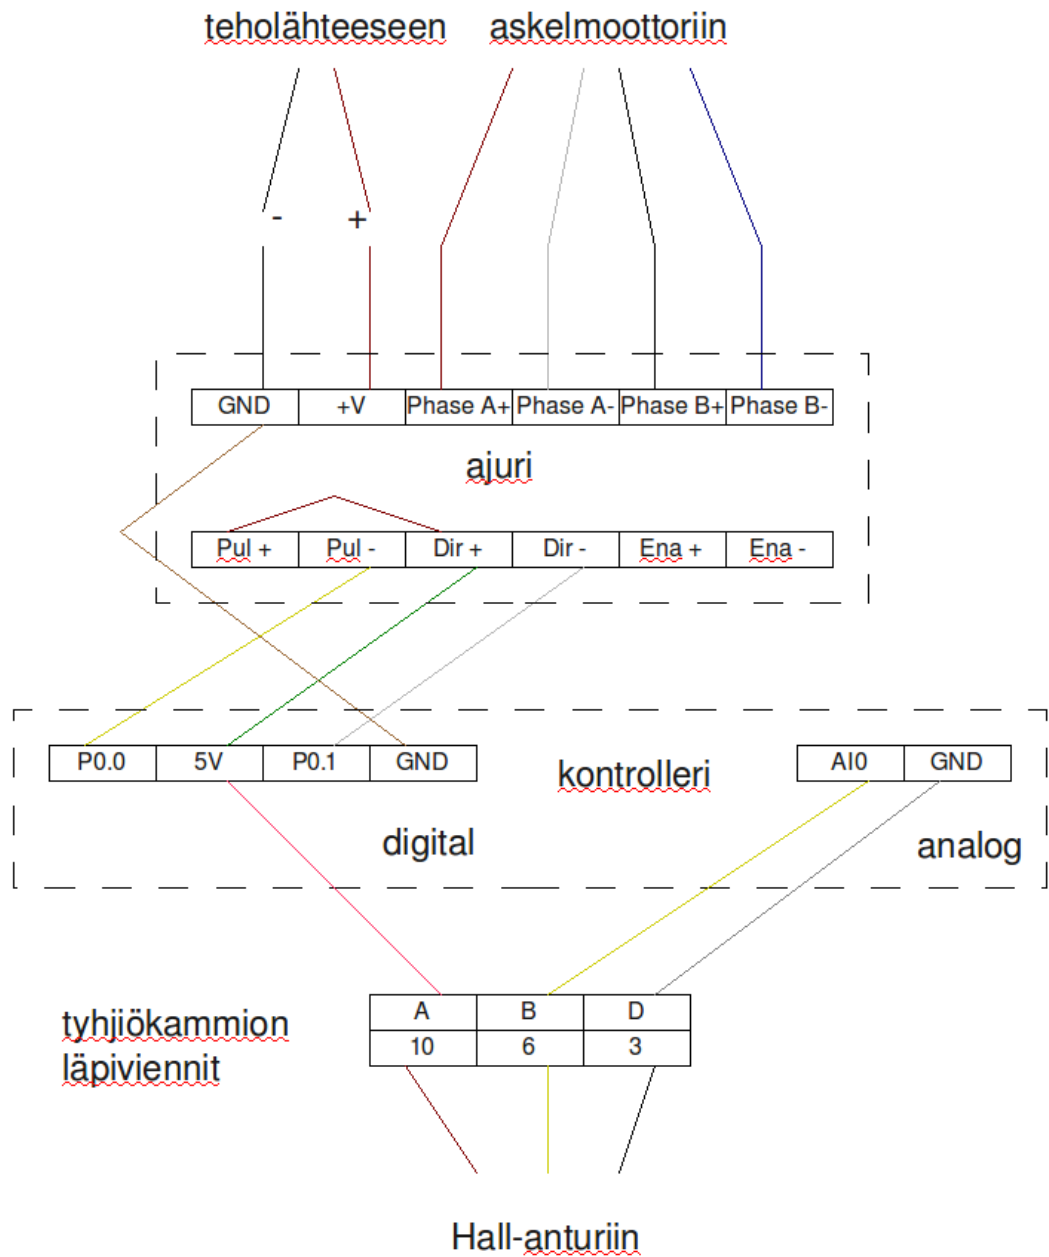 teholähteeseen askelmoottoriin
- +
GND +V Phase A+ Phase A- Phase B+ Phase B-
ajuri
Pul + Pul - Dir + Dir - Ena + Ena -
P0.0 5V P0.1 GND AI0 GND
kontrolleri
digital analog
A B D
10 6 3
tyhjiökammion
läpiviennit
Hall-anturiin